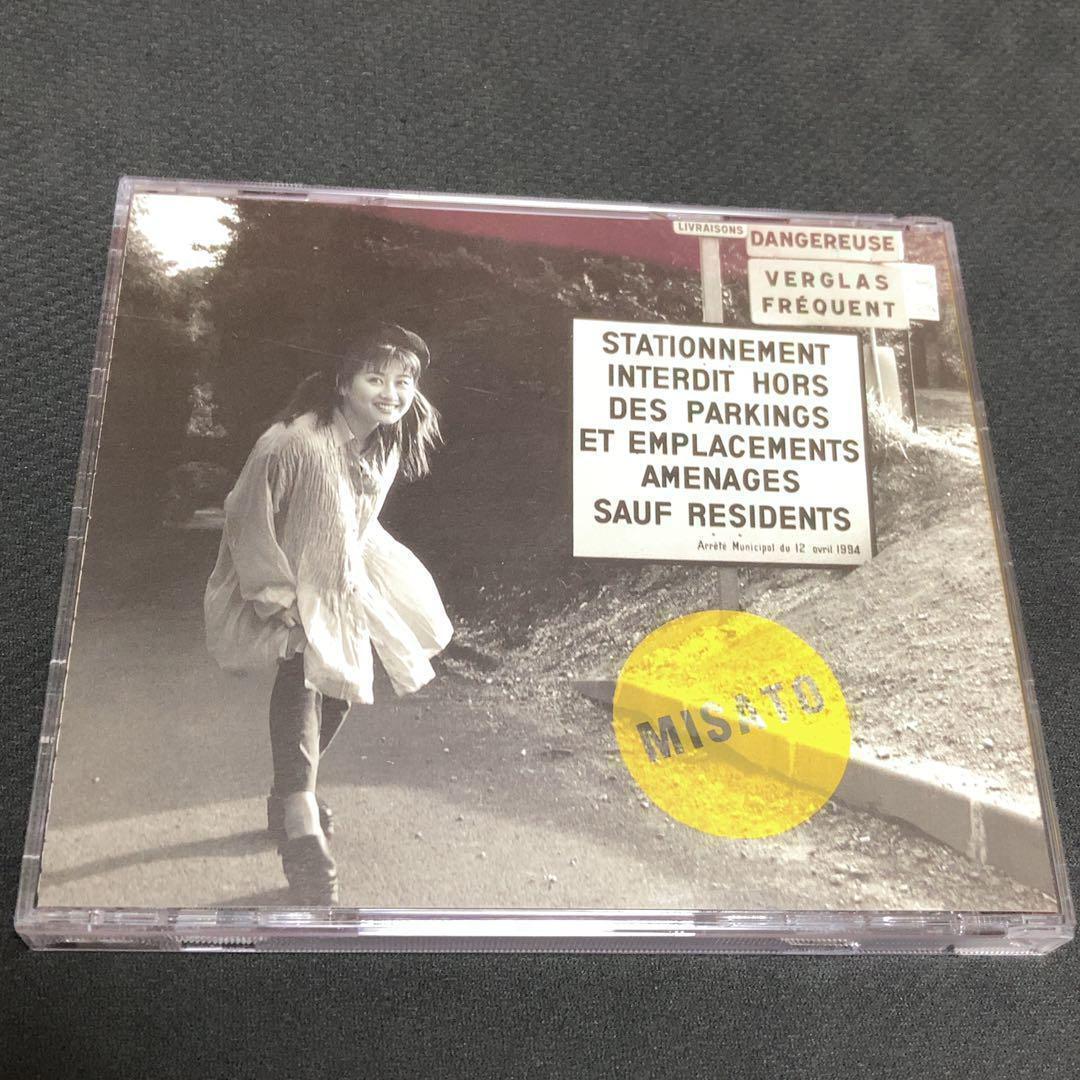 LIVRAISONS
DANGEREUSE
VERGLAS
FRÉQUENT
STATIONNEMENT
INTERDIT HORS
DES PARKINGS
ET EMPLACEMENTS
AMENAGES
SAUF RESIDENTS
Arrêté Municipal du 12 avril 1994
MISATO